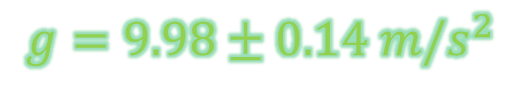 g = 9.98 ± 0.14 m/s²